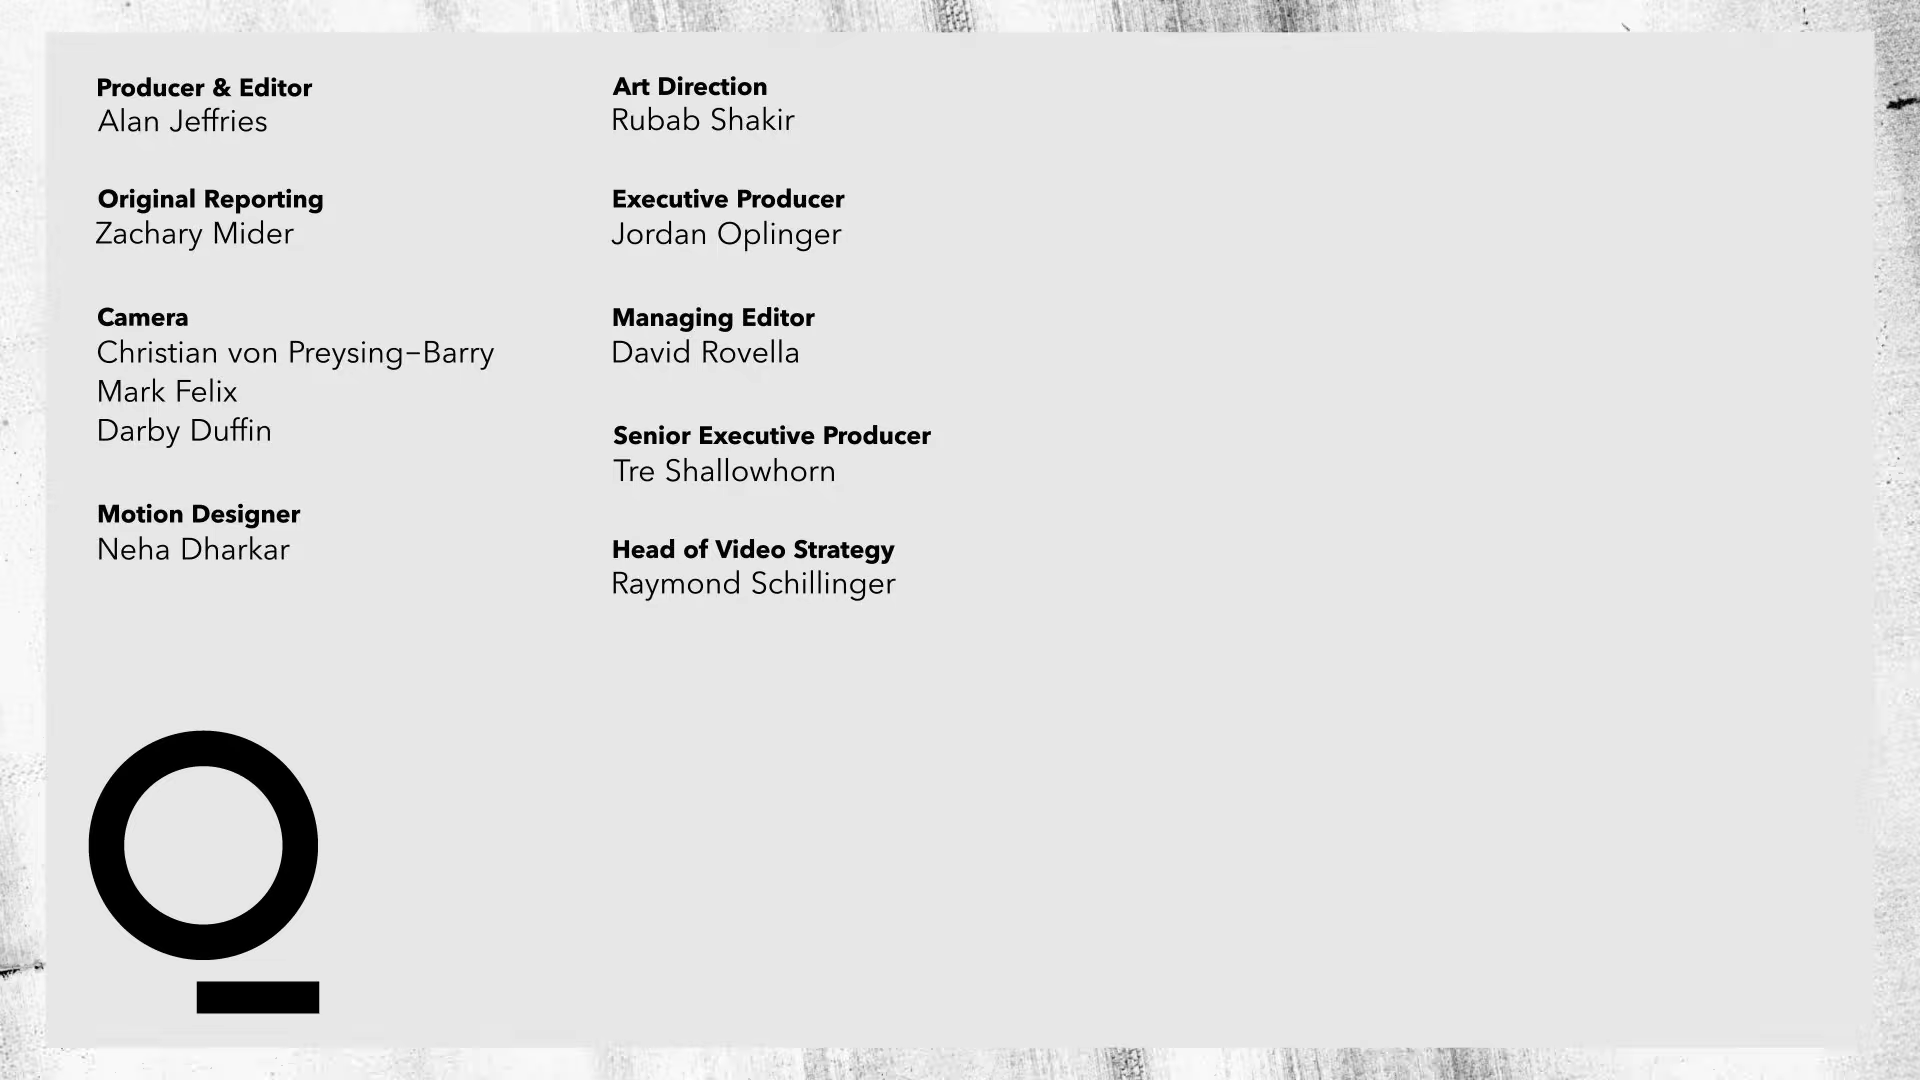 Producer & Editor
Alan Jeffries
Original Reporting
Zachary Mider
Camera
Christian von Preysing–Barry
Mark Felix
Darby Duffin
Motion Designer
Neha Dharkar
Art Direction
Rubab Shakir
Executive Producer
Jordan Oplinger
Managing Editor
David Rovella
Senior Executive Producer
Tre Shallowhorn
Head of Video Strategy
Raymond Schillinger